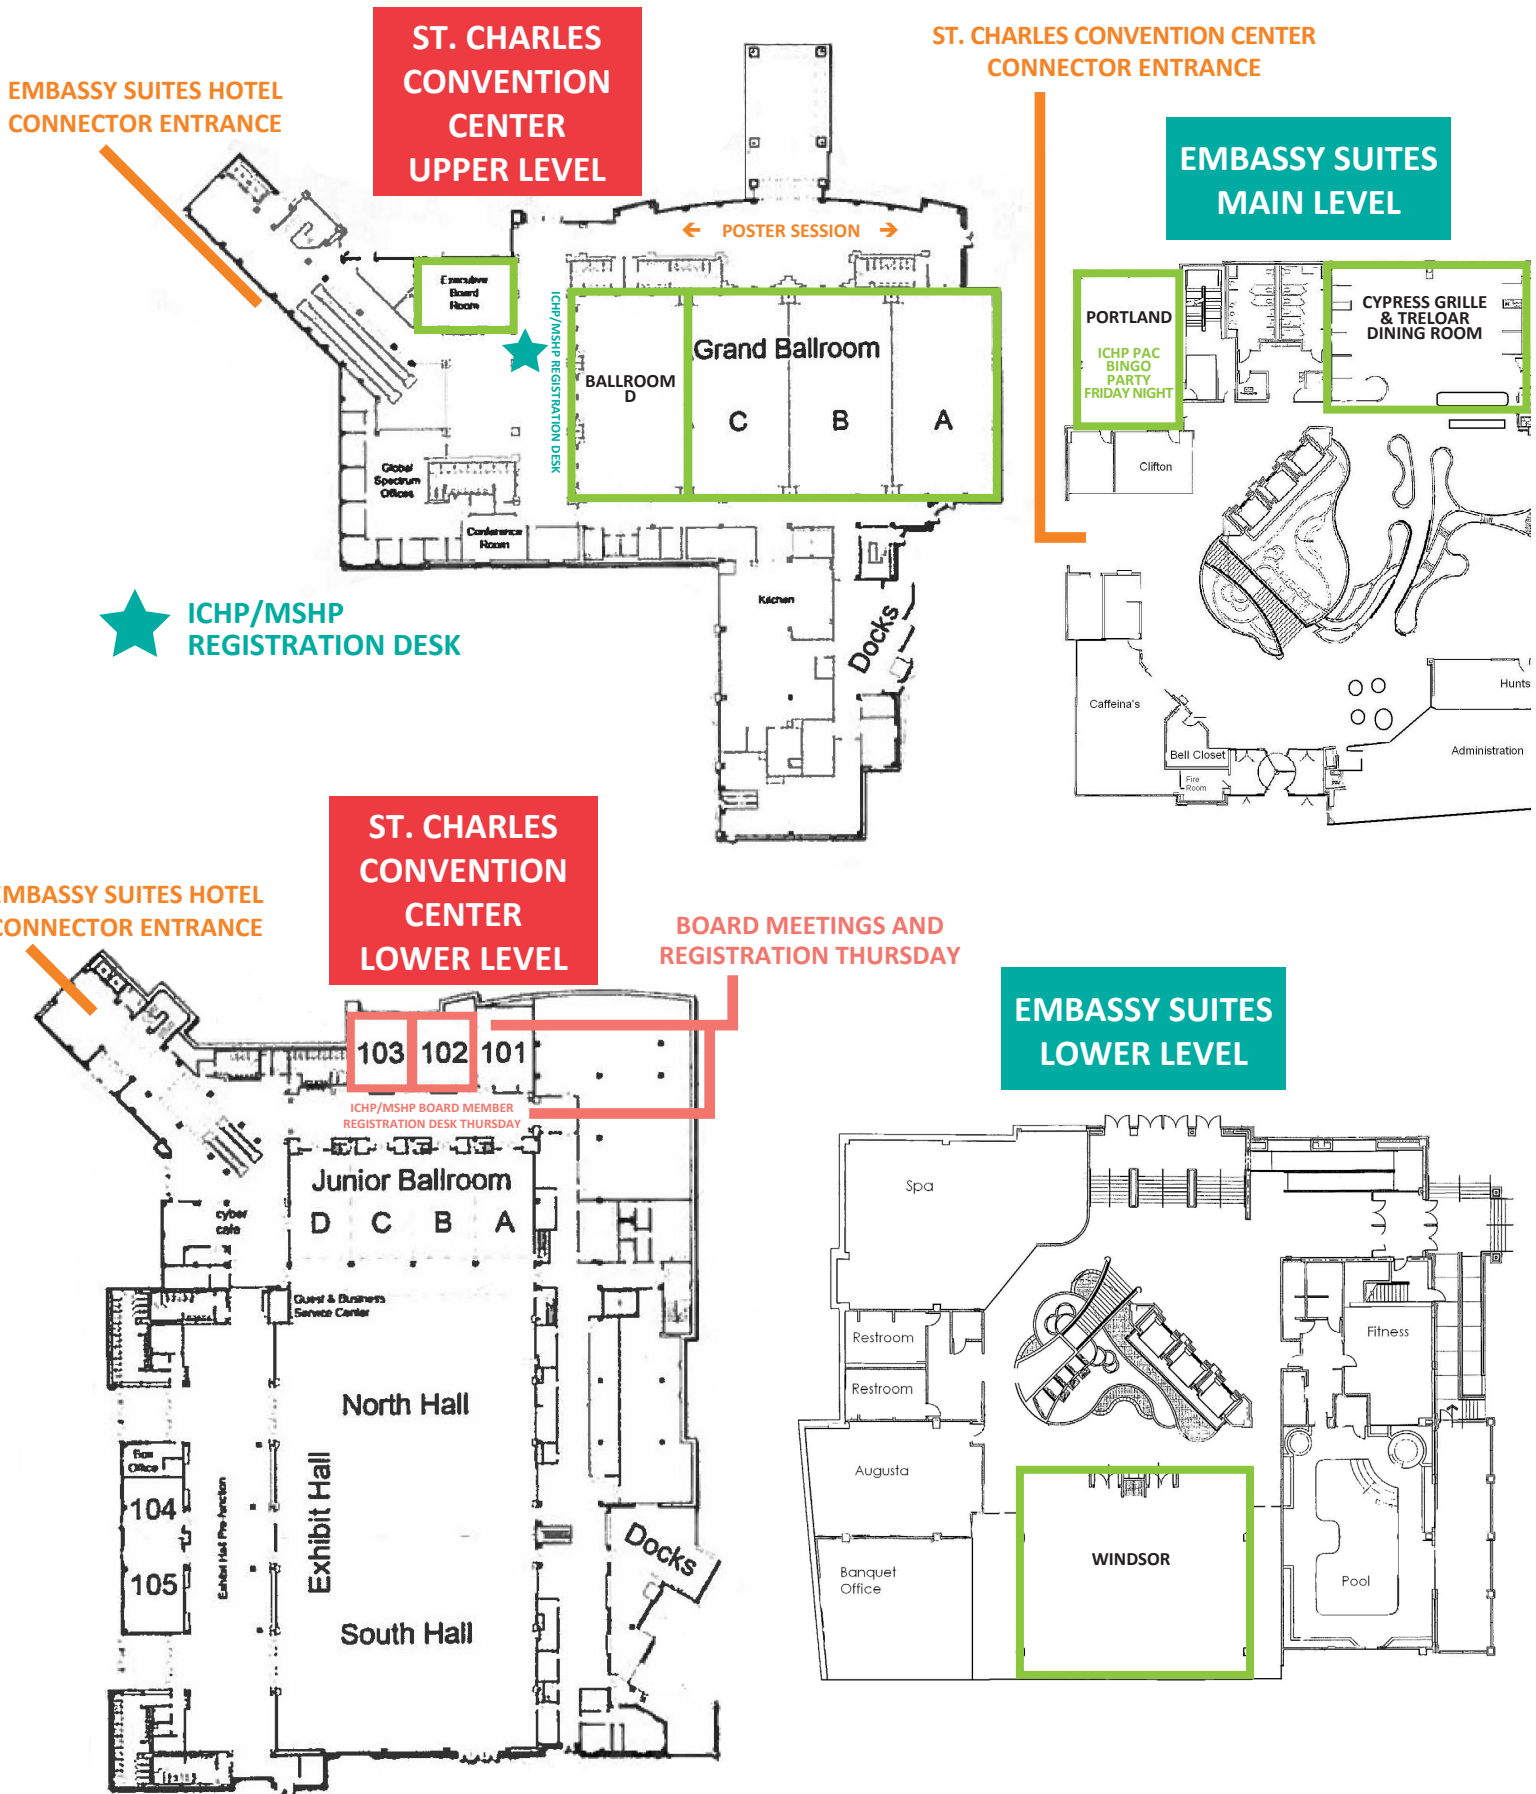 ST. CHARLES
CONVENTION
CENTER
UPPER LEVEL
EMBASSY SUITES HOTEL
CONNECTOR ENTRANCE
← POSTER SESSION →
Executive
Board
Room
ICHP/MSHP REGISTRATION DESK
Grand Ballroom
BALLROOM
D
C
B
A
Global
Spectrum
Offices
Conference
Room
Kitchen
Docks
ICHP/MSHP
REGISTRATION DESK
ST. CHARLES CONVENTION CENTER
CONNECTOR ENTRANCE
EMBASSY SUITES
MAIN LEVEL
PORTLAND
ICHP PAC
BINGO
PARTY
FRIDAY NIGHT
CYPRESS GRILLE
& TRELOAR
DINING ROOM
Clifton
Caffeina's
Bell Closet
Fire
Room
Hunts
Administration
ST. CHARLES
CONVENTION
CENTER
LOWER LEVEL
EMBASSY SUITES HOTEL
CONNECTOR ENTRANCE
BOARD MEETINGS AND
REGISTRATION THURSDAY
103
102
101
ICHP/MSHP BOARD MEMBER
REGISTRATION DESK THURSDAY
Junior Ballroom
D
C
B
A
cyber
cafe
Guest & Business
Service Center
North Hall
Exhibit Hall
South Hall
Box
Office
104
105
Exhibit Hall Pre-function
Docks
EMBASSY SUITES
LOWER LEVEL
Spa
Restroom
Restroom
Fitness
Augusta
Banquet
Office
WINDSOR
Pool